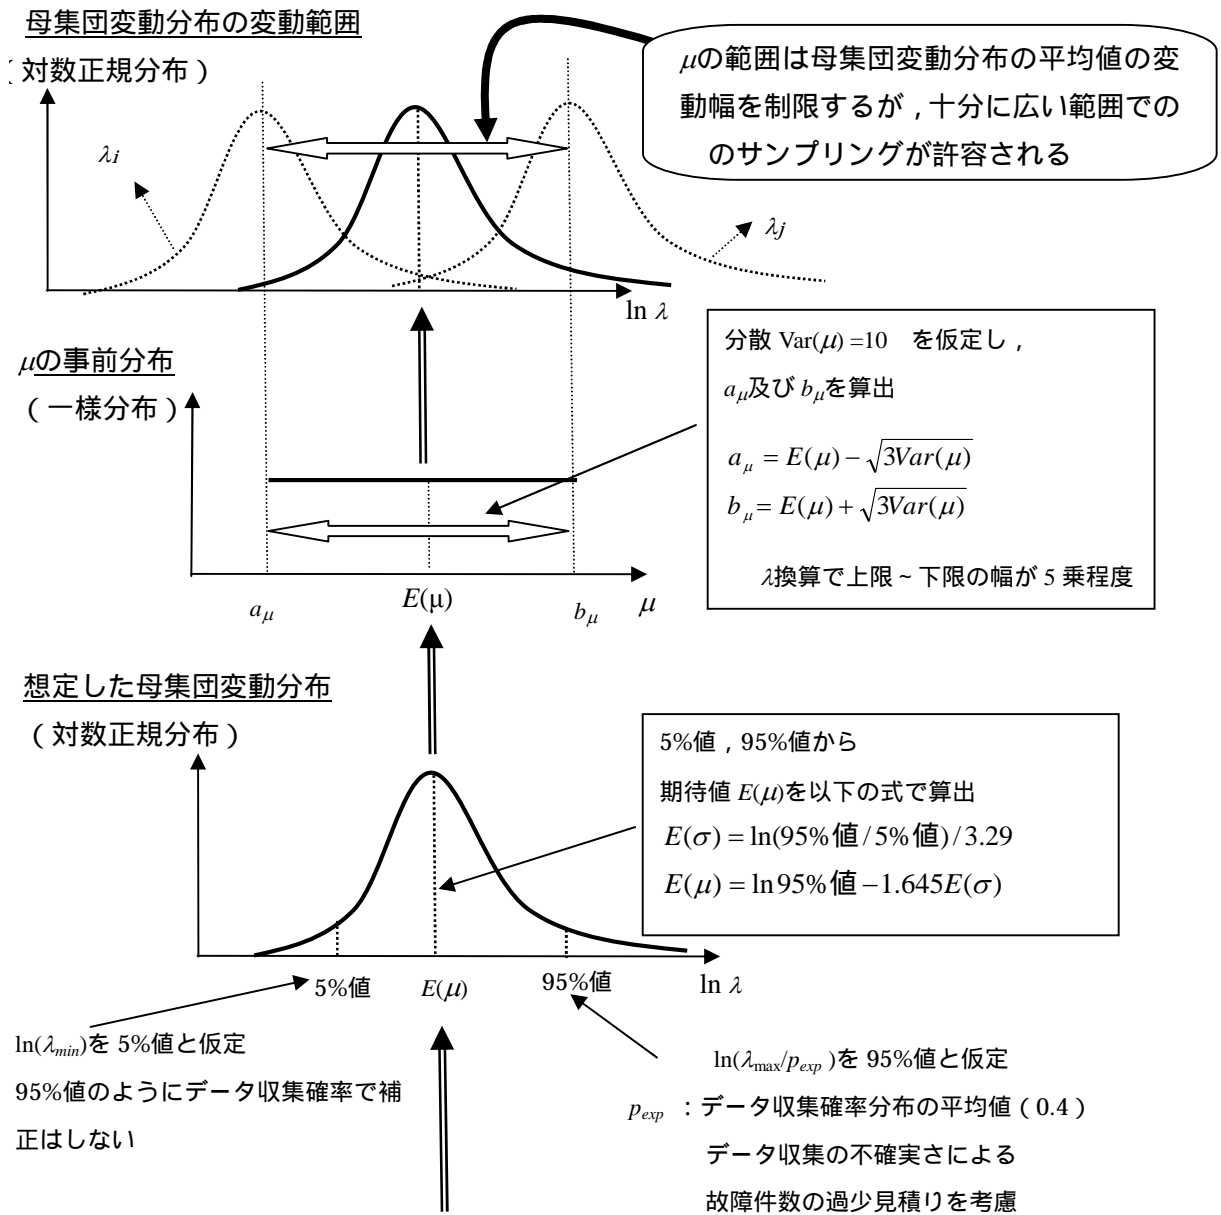 母集団変動分布の変動範囲
（対数正規分布）
μの範囲は母集団変動分布の平均値の変
動幅を制限するが，十分に広い範囲での
のサンプリングが許容される
λi
λj
ln λ
μの事前分布
（一様分布）
分散 Var(μ) =10　を仮定し，
aμ及び bμを算出
aμ = E(μ) − √3Var(μ)
bμ = E(μ) + √3Var(μ)
λ換算で上限～下限の幅が 5 乗程度
aμ
E(μ)
bμ
μ
想定した母集団変動分布
（対数正規分布）
5%値，95%値から
期待値 E(μ)を以下の式で算出
E(σ) = ln(95%値/5%値)/3.29
E(μ) = ln95%値 −1.645E(σ)
5%値
E(μ)
95%値
ln λ
ln(λmin)を 5%値と仮定
95%値のようにデータ収集確率で補
正はしない
ln(λmax/pexp )を 95%値と仮定
pexp ：データ収集確率分布の平均値（0.4）
データ収集の不確実さによる
故障件数の過少見積りを考慮